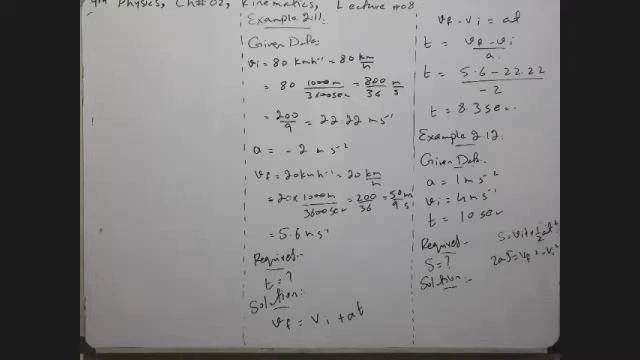 9th Physics, Ch#02, Kinematics, Lecture #08
Example 2.11.
Given Data.
vi = 80 kmh⁻¹ = 80 km/h
= 80 1000m/3600sec = 800/36 m/s
= 200/9 = 22.22 ms⁻¹
a = -2 ms⁻²
vf = 20kmh⁻¹ = 20 km/h
= 20 x 1000m/3600sec = 200/36 = 50/9 m/s
= 5.6 ms⁻¹
Required:-
t = ?
Solution:
vf = vi + at
vf - vi = at
t = vf - vi / a
t = 5.6 - 22.22 / -2
t = 8.3 sec.
Example 2.12.
Given Data.
a = 1 ms⁻²
vi = 4 ms⁻¹
t = 10 sec
Required:-
S = ?
Solution:-
S = vit + 1/2 at²
2aS = vf² - vi²